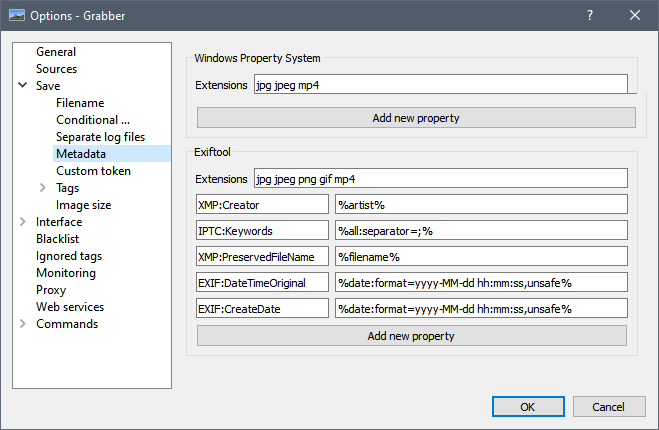 Options - Grabber
General
Sources
Save
Filename
Conditional ...
Separate log files
Metadata
Custom token
Tags
Image size
Interface
Blacklist
Ignored tags
Monitoring
Proxy
Web services
Commands
Windows Property System
Extensions jpg jpeg mp4
Add new property
Exiftool
Extensions jpg jpeg png gif mp4
XMP:Creator %artist%
IPTC:Keywords %all:separator=;%
XMP:PreservedFileName %filename%
EXIF:DateTimeOriginal %date:format=yyyy-MM-dd hh:mm:ss,unsafe%
EXIF:CreateDate %date:format=yyyy-MM-dd hh:mm:ss,unsafe%
Add new property
OK Cancel